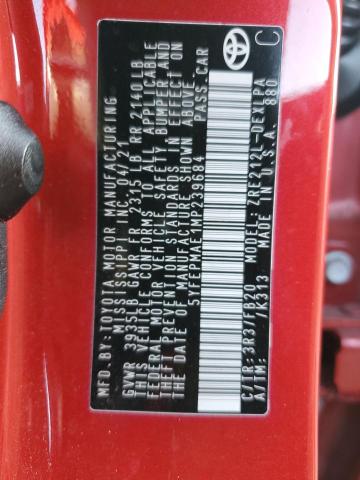 MFD. BY: TOYOTA MOTOR MANUFACTURING
MISSISSIPPI INC. 04/21
GVWR 3935LB GAWR FR 2315 LB RR 2140LB
THIS VEHICLE CONFORMS TO ALL APPLICABLE
FEDERAL MOTOR VEHICLE SAFETY, BUMPER AND
THEFT PREVENTION STANDARDS IN EFFECT ON
THE DATE OF MANUFACTURE SHOWN ABOVE.
5YFEPMAE1MP239684 PASS.CAR
C/TR:3R3/FB20 MODEL:ZRE212L-DEXLPA
A/TM: /K313 MADE IN U.S.A. 880
C